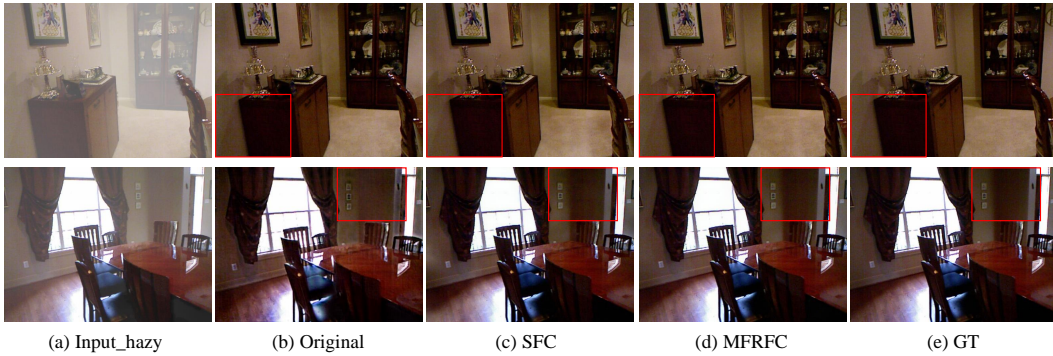 (a) Input_hazy
(b) Original
(c) SFC
(d) MFRFC
(e) GT